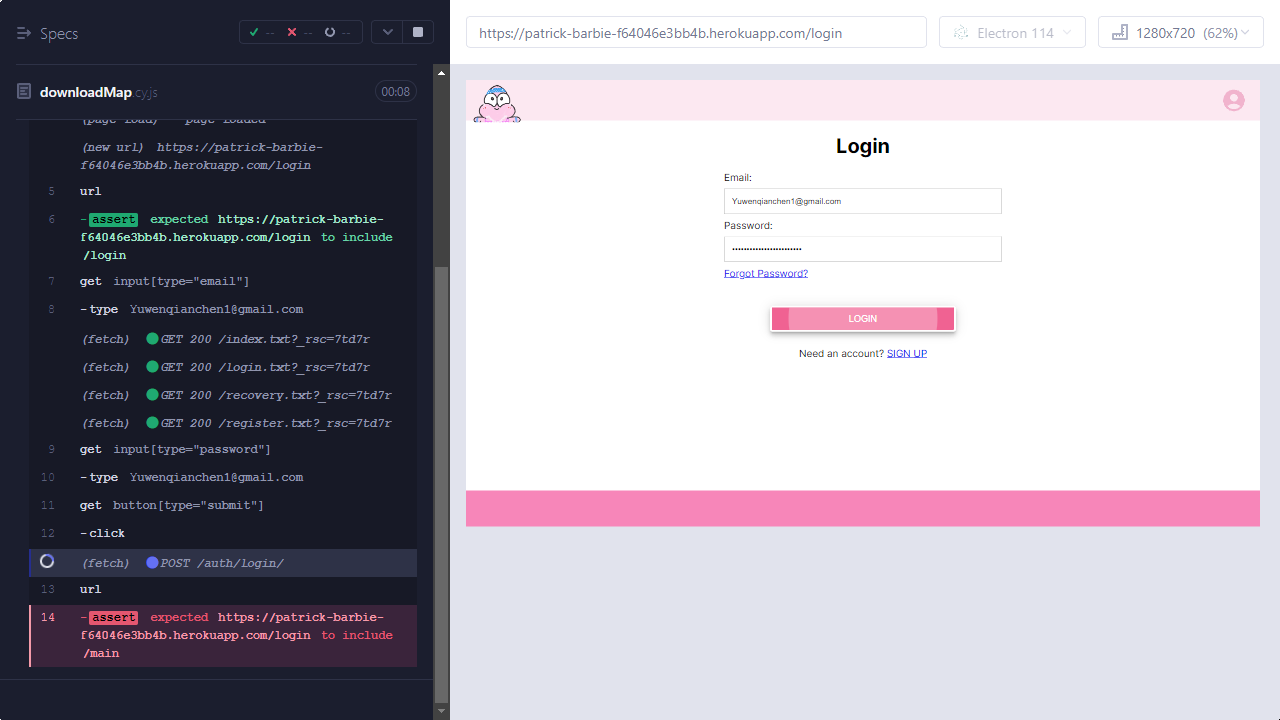 Specs
-- -- --
downloadMap.cy.js
00:08
(page load) page loaded
(new url) https://patrick-barbie-
f64046e3bb4b.herokuapp.com/login
5 url
6 -assert expected https://patrick-barbie-
f64046e3bb4b.herokuapp.com/login to include
/login
7 get input[type="email"]
8 -type Yuwenqianchen1@gmail.com
(fetch) GET 200 /index.txt?_rsc=7td7r
(fetch) GET 200 /login.txt?_rsc=7td7r
(fetch) GET 200 /recovery.txt?_rsc=7td7r
(fetch) GET 200 /register.txt?_rsc=7td7r
9 get input[type="password"]
10 -type Yuwenqianchen1@gmail.com
11 get button[type="submit"]
12 -click
(fetch) POST /auth/login/
13 url
14 -assert expected https://patrick-barbie-
f64046e3bb4b.herokuapp.com/login to include
/main
https://patrick-barbie-f64046e3bb4b.herokuapp.com/login
Electron 114
1280x720 (62%)
Login
Email:
Yuwenqianchen1@gmail.com
Password:
Forgot Password?
LOGIN
Need an account? SIGN UP